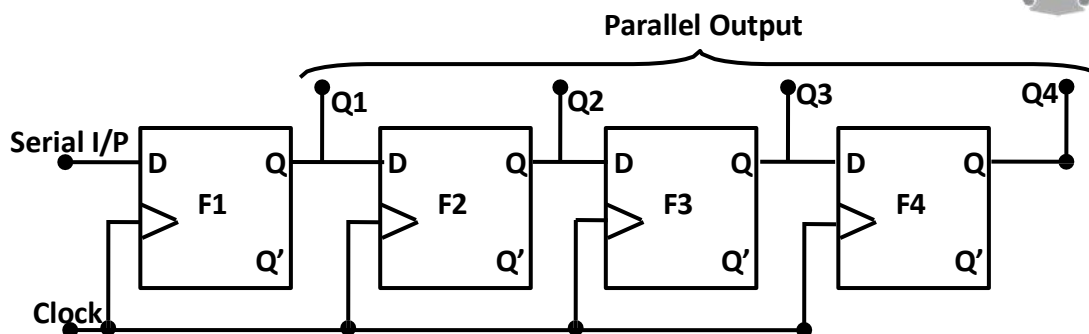 Parallel Output
Q1 Q2 Q3 Q4
Serial I/P
D Q D Q D Q D Q
F1 F2 F3 F4
Q’ Q’ Q’ Q’
Clock